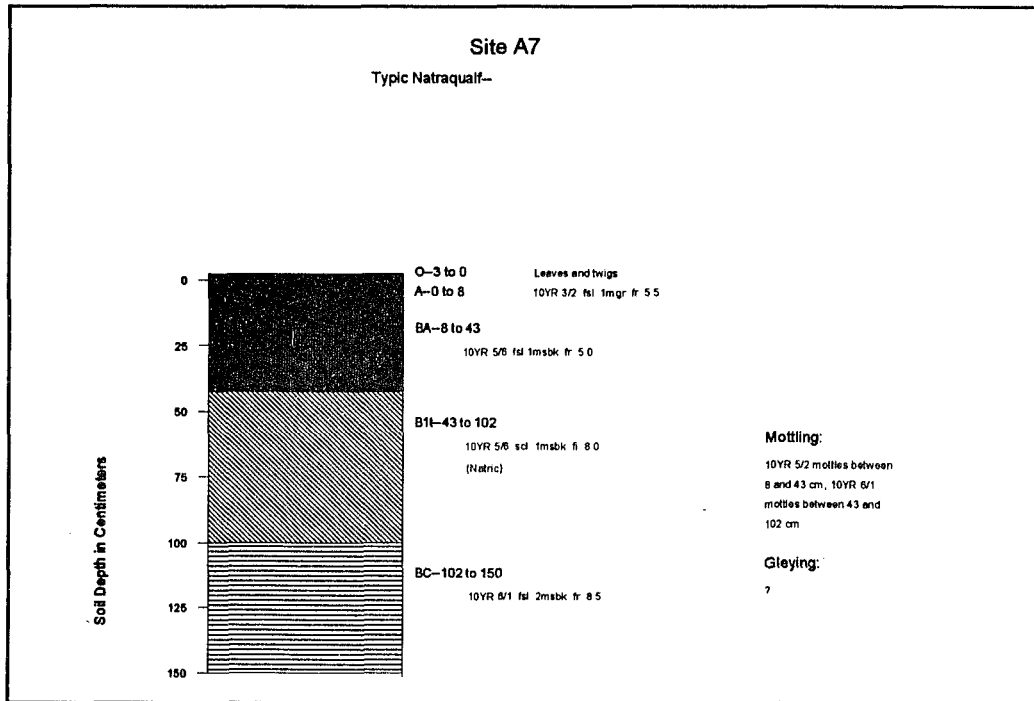 Site A7
Typic Natraqualf--
O--3 to 0 Leaves and twigs
A--0 to 8 10YR 3/2 fsl 1mgr fr 5.5
BA--8 to 43
10YR 5/6 fsl 1msbk fr 5.0
B1t--43 to 102
10YR 5/6 scl 1msbk fi 8.0
(Natric)
BC--102 to 150
10YR 6/1 fsl 2msbk fr 8.5
Soil Depth in Centimeters
0
25
50
75
100
125
150
Mottling:
10YR 5/2 mottles between
8 and 43 cm, 10YR 6/1
mottles between 43 and
102 cm
Gleying:
?